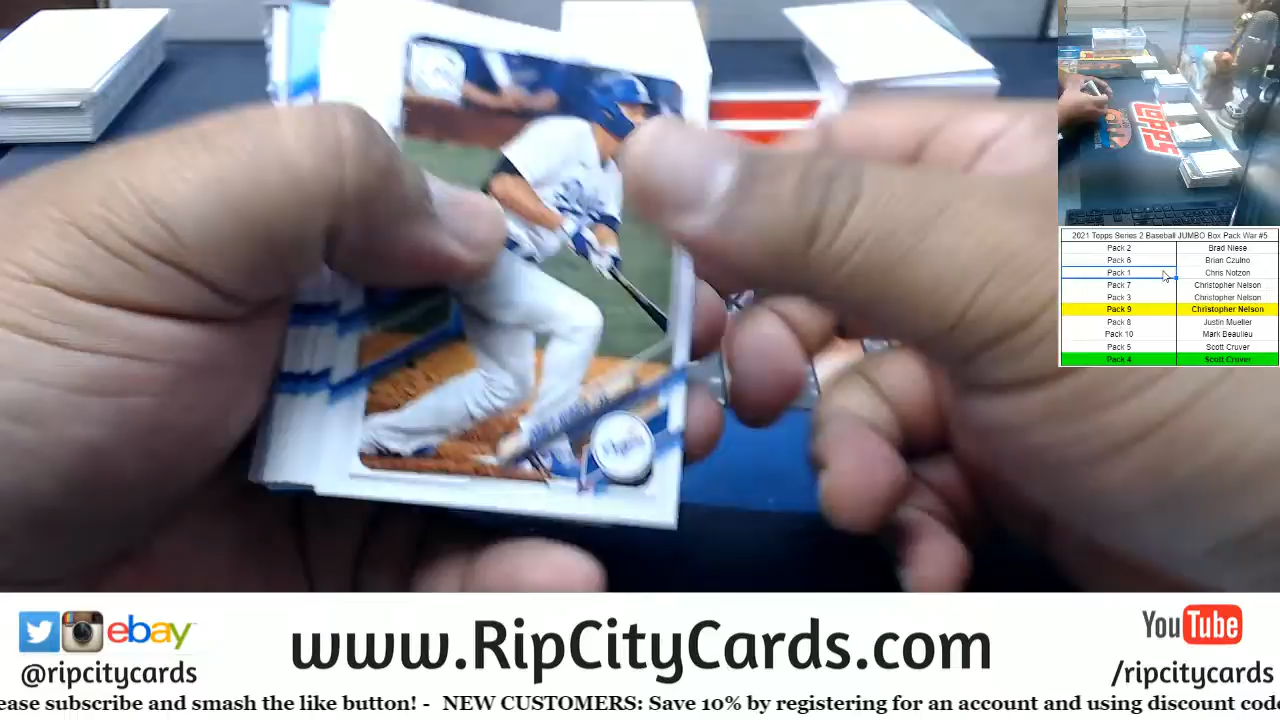 topps
2021 Topps Series 2 Baseball JUMBO Box Pack War #5
Pack 2 Brad Niese
Pack 6 Brian Czulno
Pack 1 Chris Notzon
Pack 7 Christopher Nelson
Pack 3 Christopher Nelson
Pack 9 Christopher Nelson
Pack 8 Justin Mueller
Pack 10 Mark Beaulieu
Pack 5 Scott Cruver
Pack 4 Scott Cruver
ebay
@ripcitycards
www.RipCityCards.com
YouTube
/ripcitycards
ease subscribe and smash the like button! - NEW CUSTOMERS: Save 10% by registering for an account and using discount cod